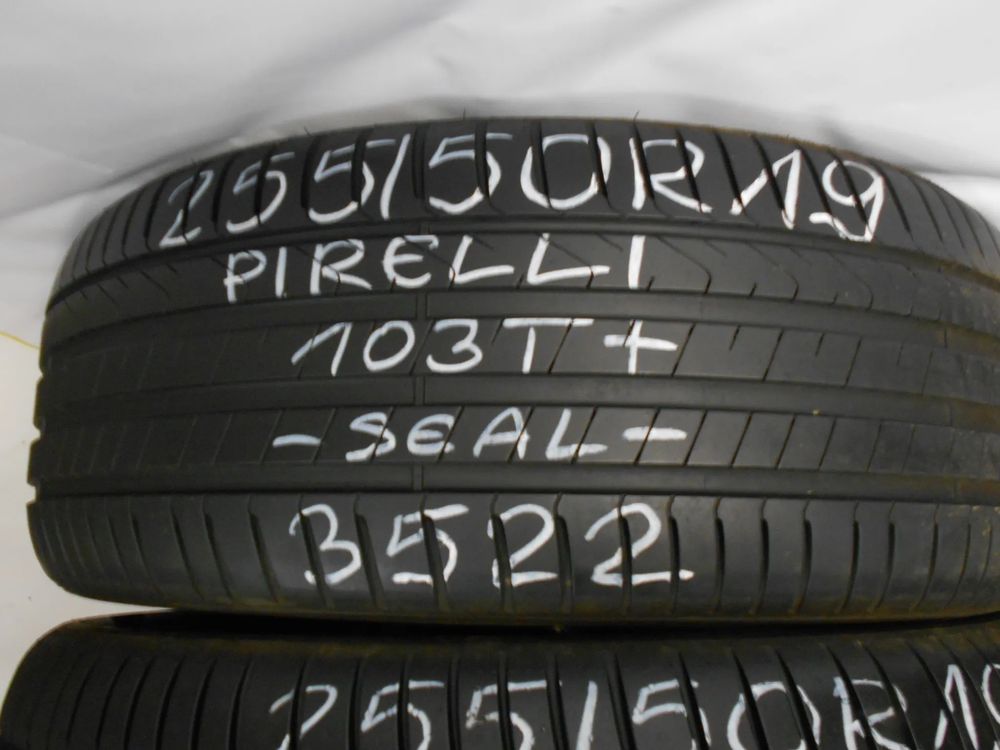 255/50R19
PIRELLI
103T+
-SEAL-
3522
255/50R19